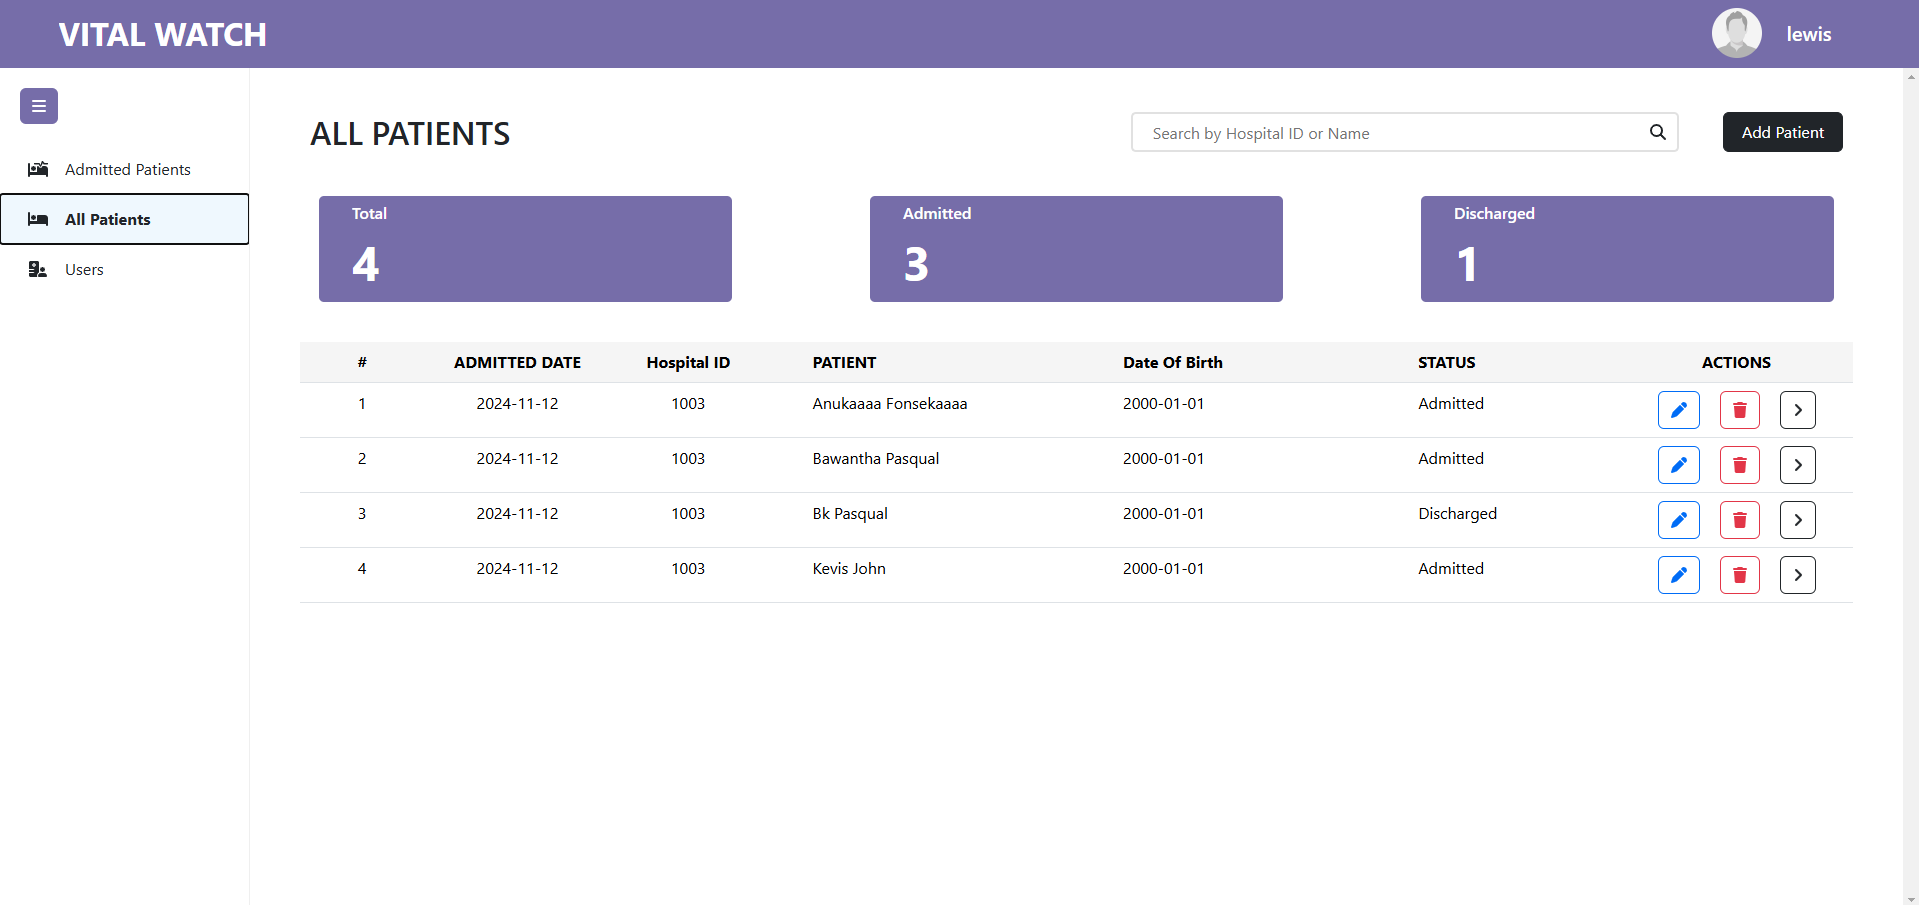 VITAL WATCH
lewis
Admitted Patients
All Patients
Users
ALL PATIENTS
Search by Hospital ID or Name
Add Patient
Total
4
Admitted
3
Discharged
1
# ADMITTED DATE Hospital ID PATIENT Date Of Birth STATUS ACTIONS
1 2024-11-12 1003 Anukaaaa Fonsekaaaa 2000-01-01 Admitted
2 2024-11-12 1003 Bawantha Pasqual 2000-01-01 Admitted
3 2024-11-12 1003 Bk Pasqual 2000-01-01 Discharged
4 2024-11-12 1003 Kevis John 2000-01-01 Admitted